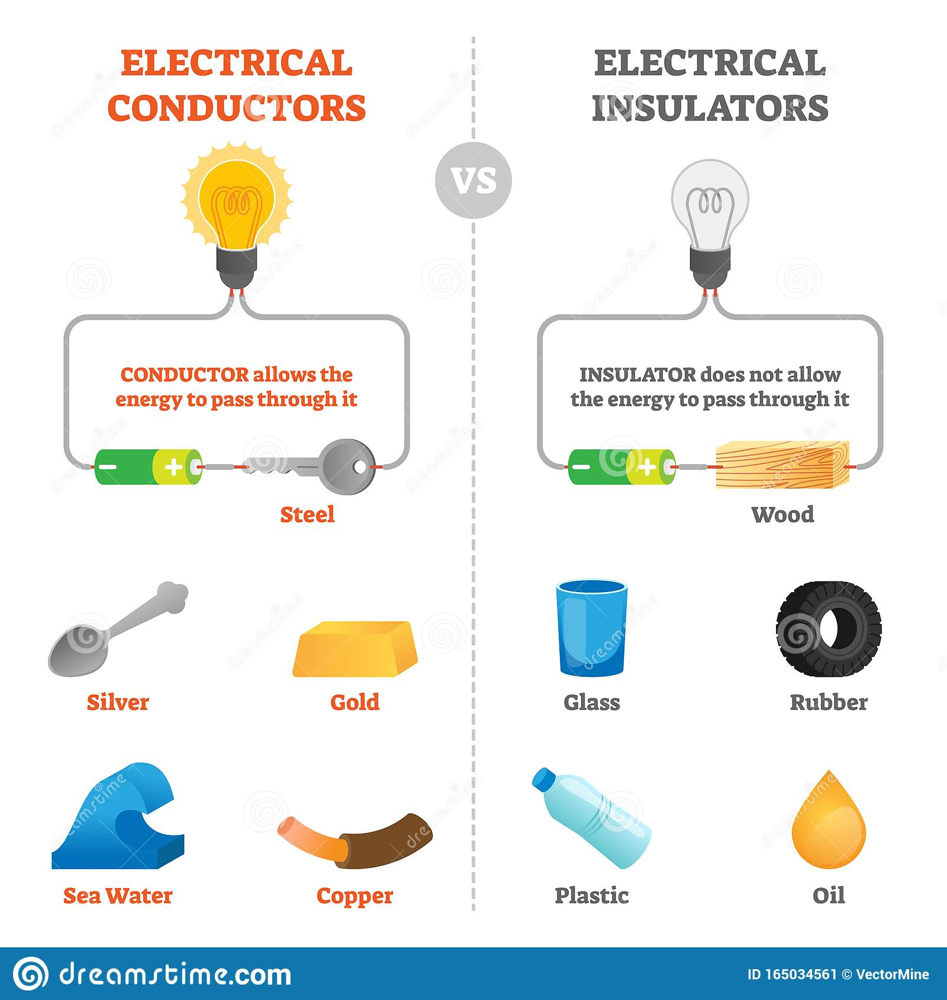 ELECTRICAL
CONDUCTORS
VS
ELECTRICAL
INSULATORS
CONDUCTOR allows the
energy to pass through it
INSULATOR does not allow
the energy to pass through it
- +
Steel
- +
Wood
Silver
Gold
Glass
Rubber
Sea Water
Copper
Plastic
Oil
dreamstime.com
ID 165034561 © VectorMine